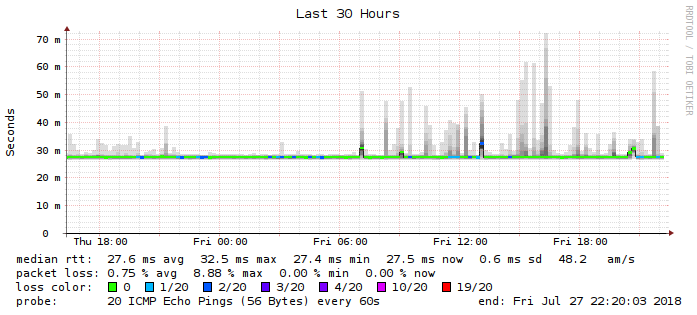 Last 30 Hours
RRDTOOL / TOBI OETIKER
Seconds
70 m
60 m
50 m
40 m
30 m
20 m
10 m
0
Thu 18:00 Fri 00:00 Fri 06:00 Fri 12:00 Fri 18:00
median rtt: 27.6 ms avg 32.5 ms max 27.4 ms min 27.5 ms now 0.6 ms sd 48.2 am/s
packet loss: 0.75 % avg 8.88 % max 0.00 % min 0.00 % now
loss color: 0 1/20 2/20 3/20 4/20 10/20 19/20
probe: 20 ICMP Echo Pings (56 Bytes) every 60s end: Fri Jul 27 22:20:03 2018